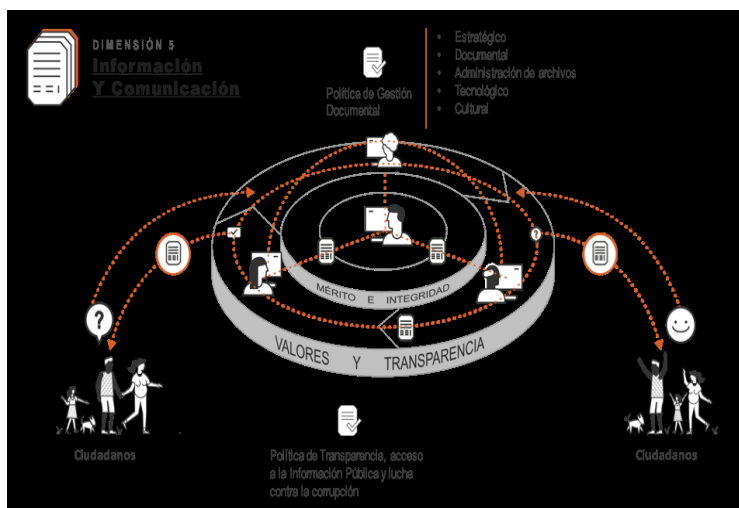 DIMENSIÓN 5
Información
Y Comunicación
Política de Gestión
Documental
• Estratégico
• Documental
• Administración de archivos
• Tecnológico
• Cultural
?
?
MÉRITO E INTEGRIDAD
VALORES Y TRANSPARENCIA
Ciudadanos
Ciudadanos
Política de Transparencia, acceso
a la Información Pública y lucha
contra la corrupción